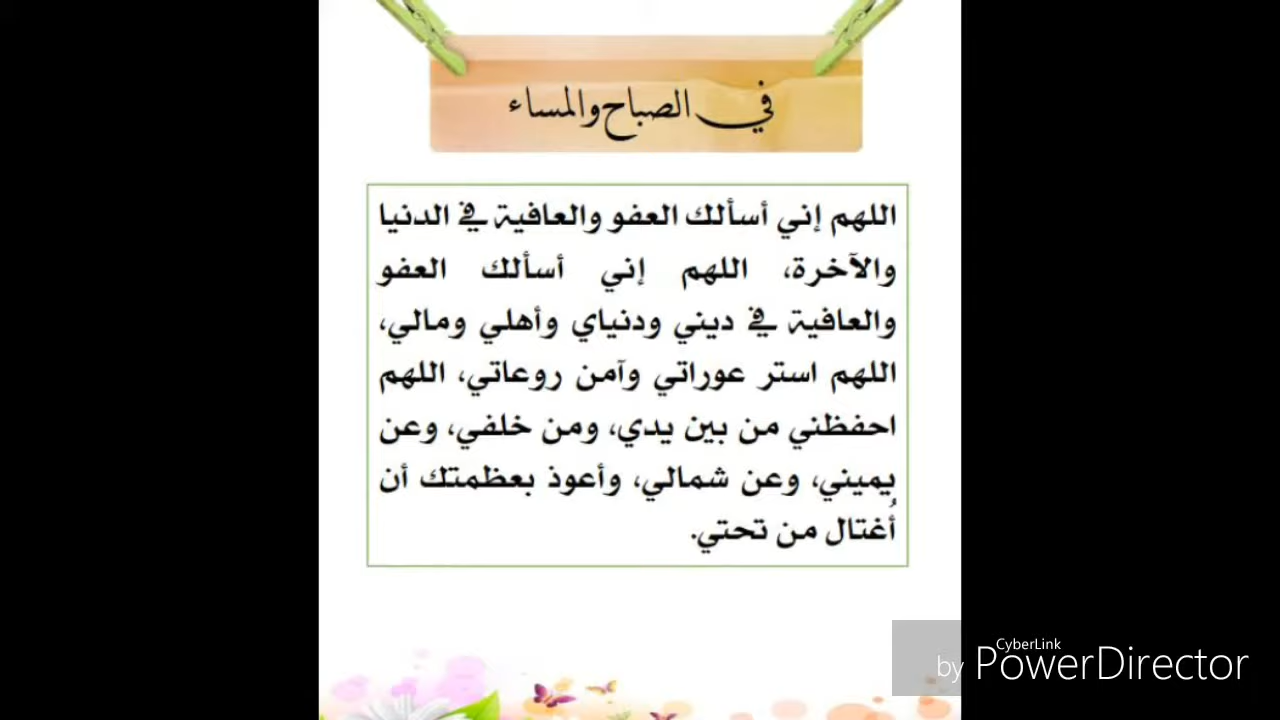 في الصباح والمساء
اللهم إني أسألك العفو والعافية في الدنيا
والآخرة، اللهم إني أسألك العفو
والعافية في ديني ودنياي وأهلي ومالي،
اللهم استر عوراتي وآمن روعاتي، اللهم
احفظني من بين يدي، ومن خلفي، وعن
يميني، وعن شمالي، وأعوذ بعظمتك أن
أُغتال من تحتي.
CyberLink
by PowerDirector